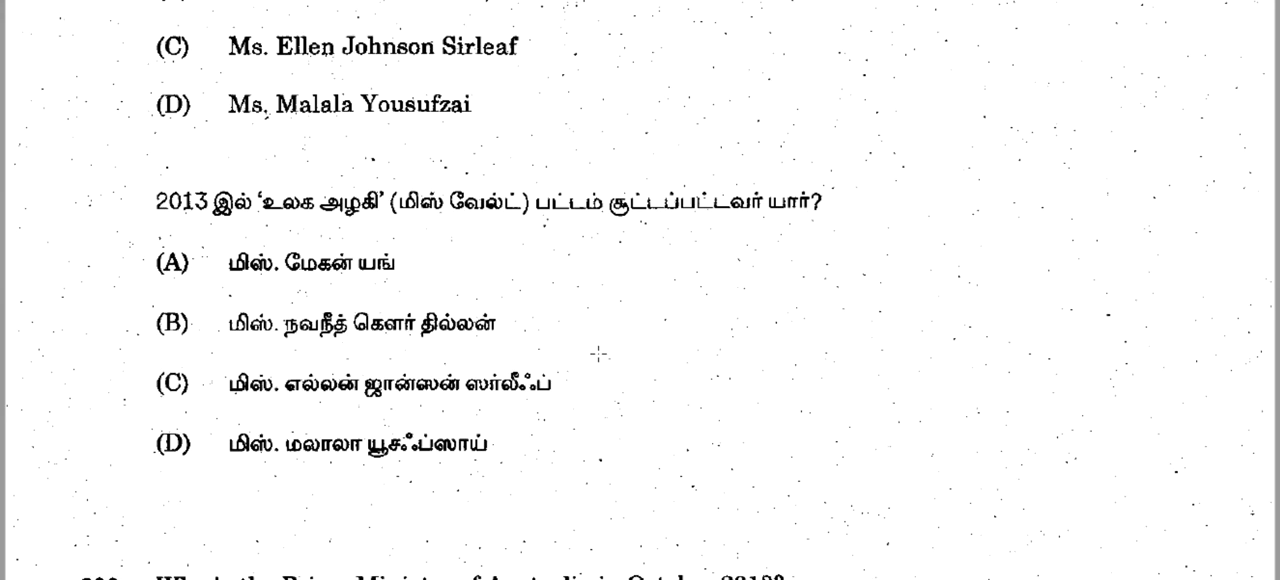 (C) Ms. Ellen Johnson Sirleaf
(D) Ms. Malala Yousufzai
2013 இல் ‘உலக அழகி’ (மிஸ் வேல்ட்) பட்டம் சூட்டப்பட்டவர் யார்?
(A) மிஸ். மேகன் யங்
(B) மிஸ். நவநீத் கௌர் தில்லன்
(C) மிஸ். எல்லன் ஜான்ஸன் ஸர்லீஃப்
(D) மிஸ். மலாலா யூசஃப்ஸாய்